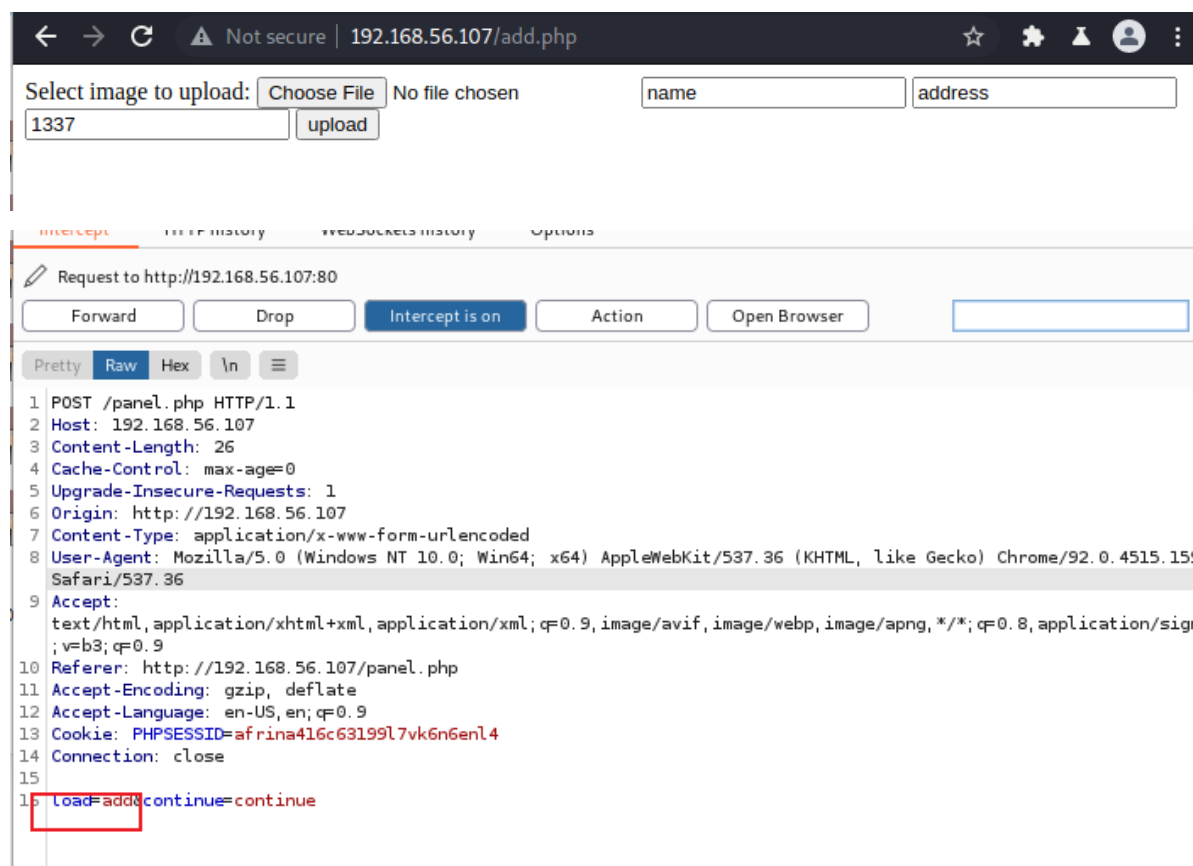 Not secure | 192.168.56.107/add.php
Select image to upload: Choose File No file chosen name address
1337 upload
Intercept HTTP history WebSockets history Options
Request to http://192.168.56.107:80
Forward Drop Intercept is on Action Open Browser
Pretty Raw Hex \n
1 POST /panel.php HTTP/1.1
2 Host: 192.168.56.107
3 Content-Length: 26
4 Cache-Control: max-age=0
5 Upgrade-Insecure-Requests: 1
6 Origin: http://192.168.56.107
7 Content-Type: application/x-www-form-urlencoded
8 User-Agent: Mozilla/5.0 (Windows NT 10.0; Win64; x64) AppleWebKit/537.36 (KHTML, like Gecko) Chrome/92.0.4515.159
Safari/537.36
9 Accept:
text/html,application/xhtml+xml,application/xml;q=0.9,image/avif,image/webp,image/apng,*/*;q=0.8,application/sig
;v=b3;q=0.9
10 Referer: http://192.168.56.107/panel.php
11 Accept-Encoding: gzip, deflate
12 Accept-Language: en-US,en;q=0.9
13 Cookie: PHPSESSID=afrina416c63199l7vk6n6enl4
14 Connection: close
15
16 load=add&continue=continue